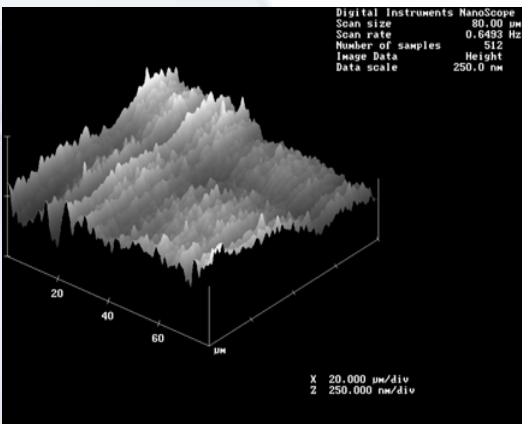 Digital Instruments NanoScope
Scan size 80.00 µm
Scan rate 0.6493 Hz
Number of samples 512
Image Data Height
Data scale 250.0 nm
20
40
60
µm
X 20.000 µm/div
Z 250.000 nm/div